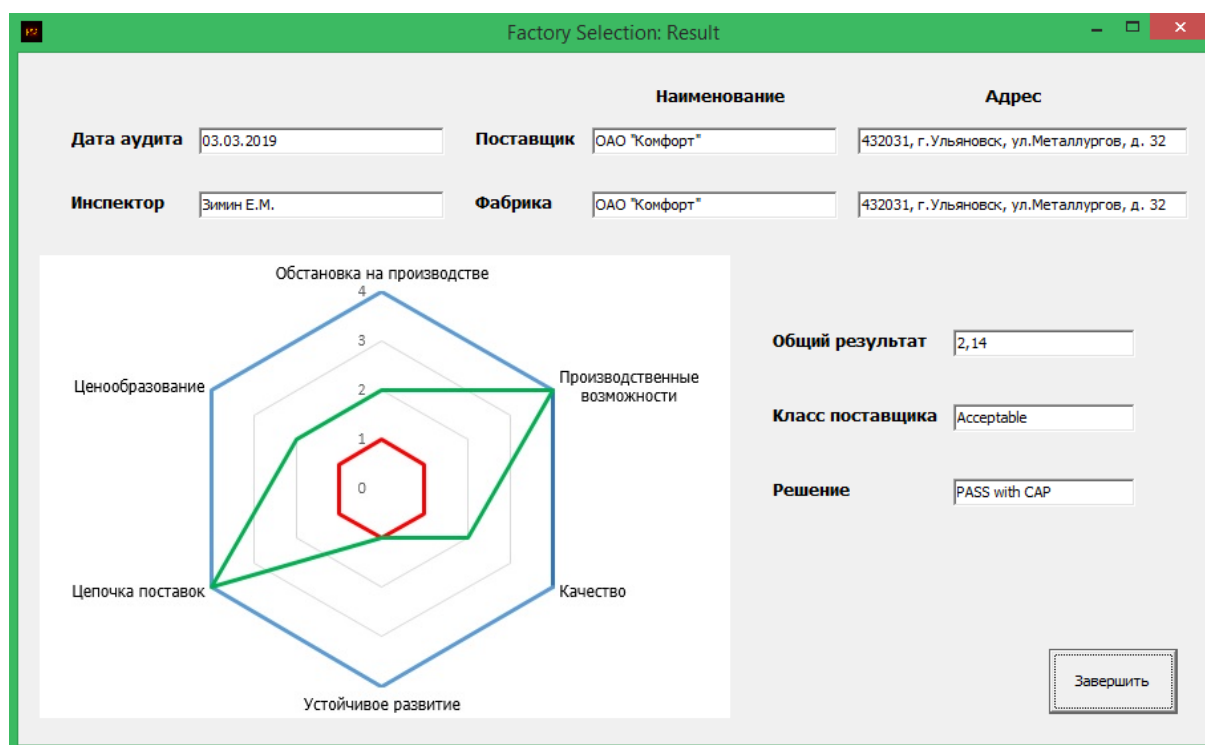 Factory Selection: Result
Наименование
Адрес
Дата аудита
03.03.2019
Поставщик
ОАО "Комфорт"
432031, г.Ульяновск, ул.Металлургов, д. 32
Инспектор
Зимин Е.М.
Фабрика
ОАО "Комфорт"
432031, г.Ульяновск, ул.Металлургов, д. 32
Обстановка на производстве
4
3
2
1
0
Производственные
возможности
Качество
Устойчивое развитие
Цепочка поставок
Ценообразование
Общий результат
2,14
Класс поставщика
Acceptable
Решение
PASS with CAP
Завершить